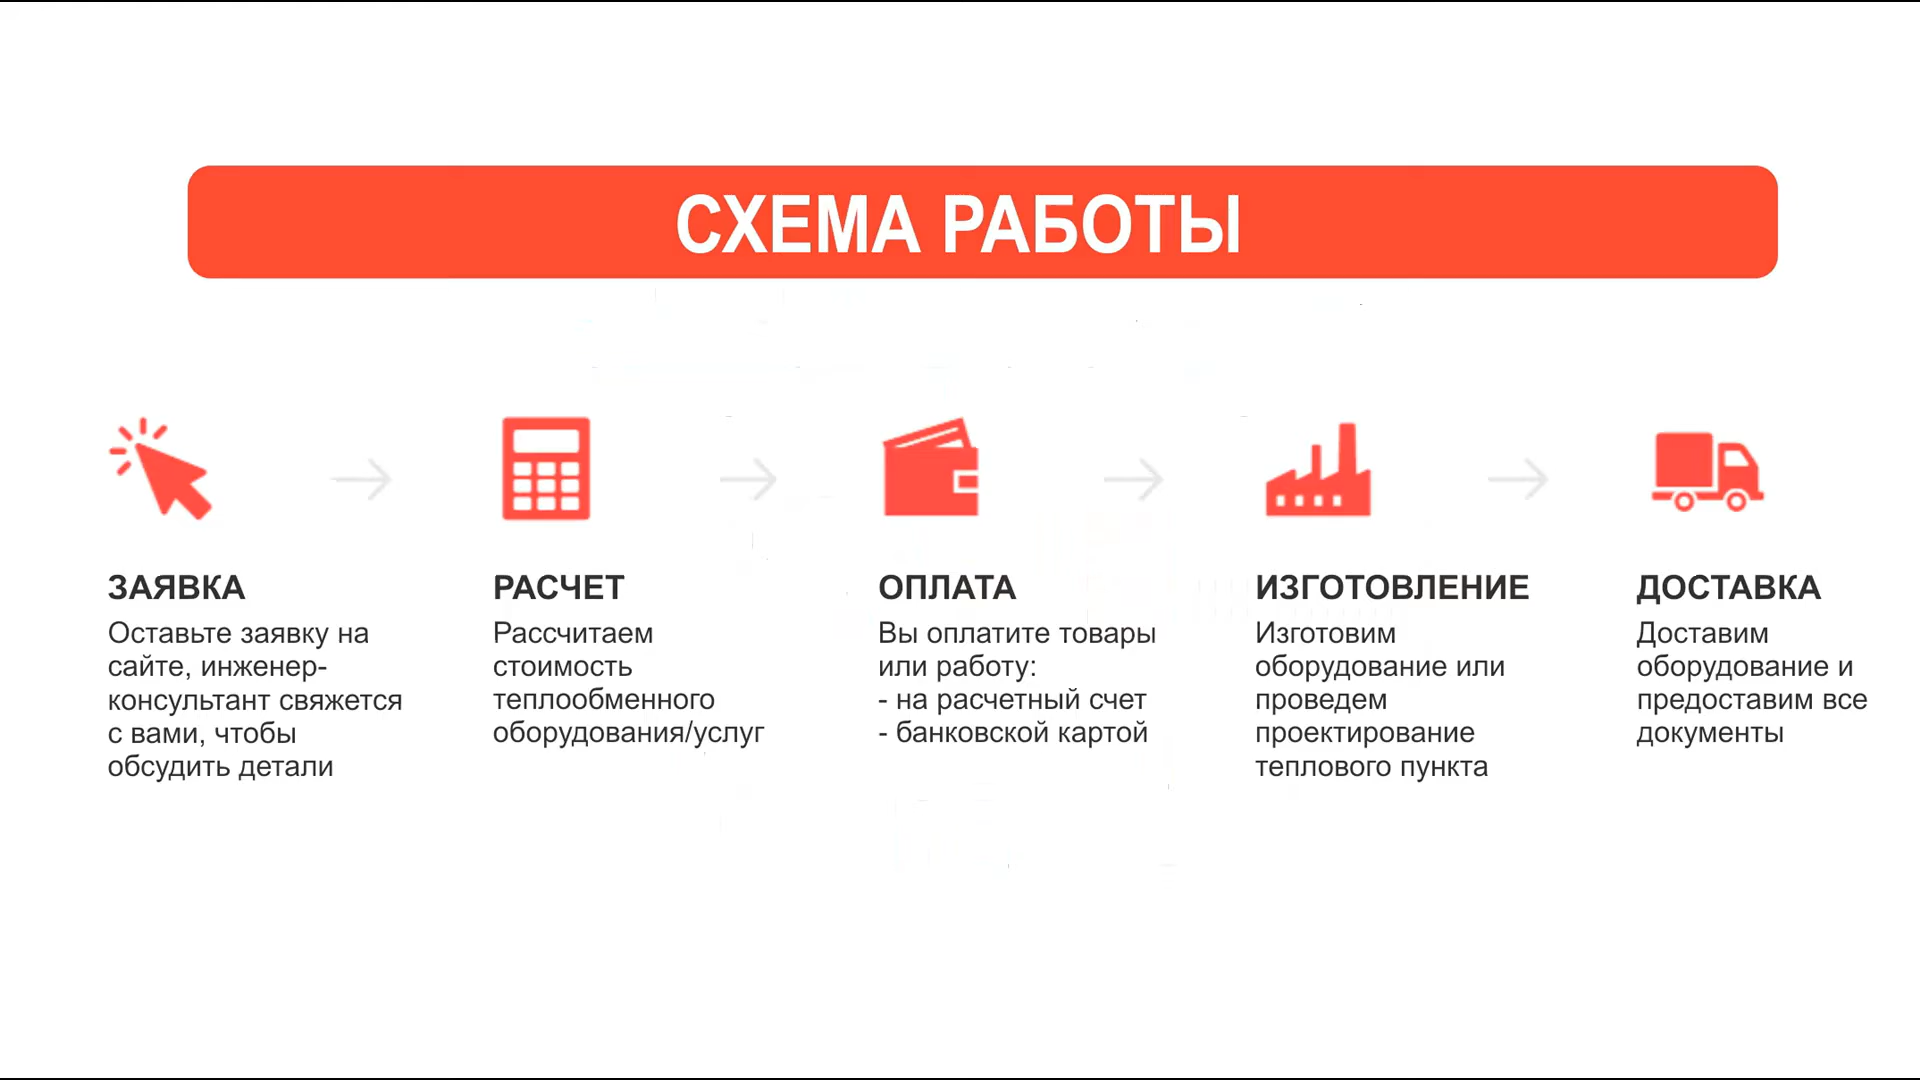 СХЕМА РАБОТЫ
ЗАЯВКА
Оставьте заявку на
сайте, инженер-
консультант свяжется
с вами, чтобы
обсудить детали
РАСЧЕТ
Рассчитаем
стоимость
теплообменного
оборудования/услуг
ОПЛАТА
Вы оплатите товары
или работу:
- на расчетный счет
- банковской картой
ИЗГОТОВЛЕНИЕ
Изготовим
оборудование или
проведем
проектирование
теплового пункта
ДОСТАВКА
Доставим
оборудование и
предоставим все
документы